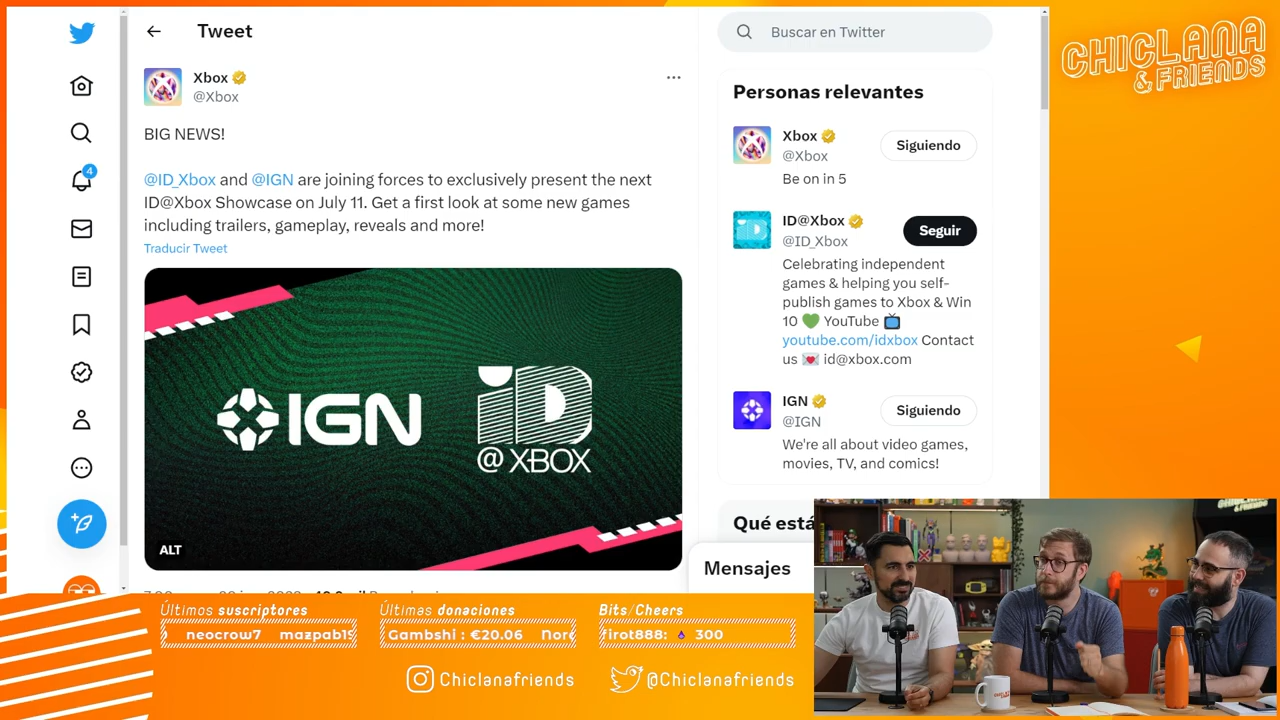 Tweet
Xbox
@Xbox
BIG NEWS!
@ID_Xbox and @IGN are joining forces to exclusively present the next
ID@Xbox Showcase on July 11. Get a first look at some new games
including trailers, gameplay, reveals and more!
Traducir Tweet
IGN
iD
@XBOX
ALT
4
Buscar en Twitter
Personas relevantes
Xbox
@Xbox
Siguiendo
Be on in 5
ID@Xbox
@ID_Xbox
Seguir
Celebrating independent
games & helping you self-
publish games to Xbox & Win
10 💚 YouTube 📺
youtube.com/idxbox Contact
us 💌 id@xbox.com
IGN
@IGN
Siguiendo
We're all about video games,
movies, TV, and comics!
Qué está
Mensajes
CHICLANA
& FRIENDS
Últimos suscriptores
neocrow7 mazpab19
Últimas donaciones
Gambshi : €20.06 Nor
Bits/Cheers
firot888: 300
Chiclanafriends
@Chiclanafriends